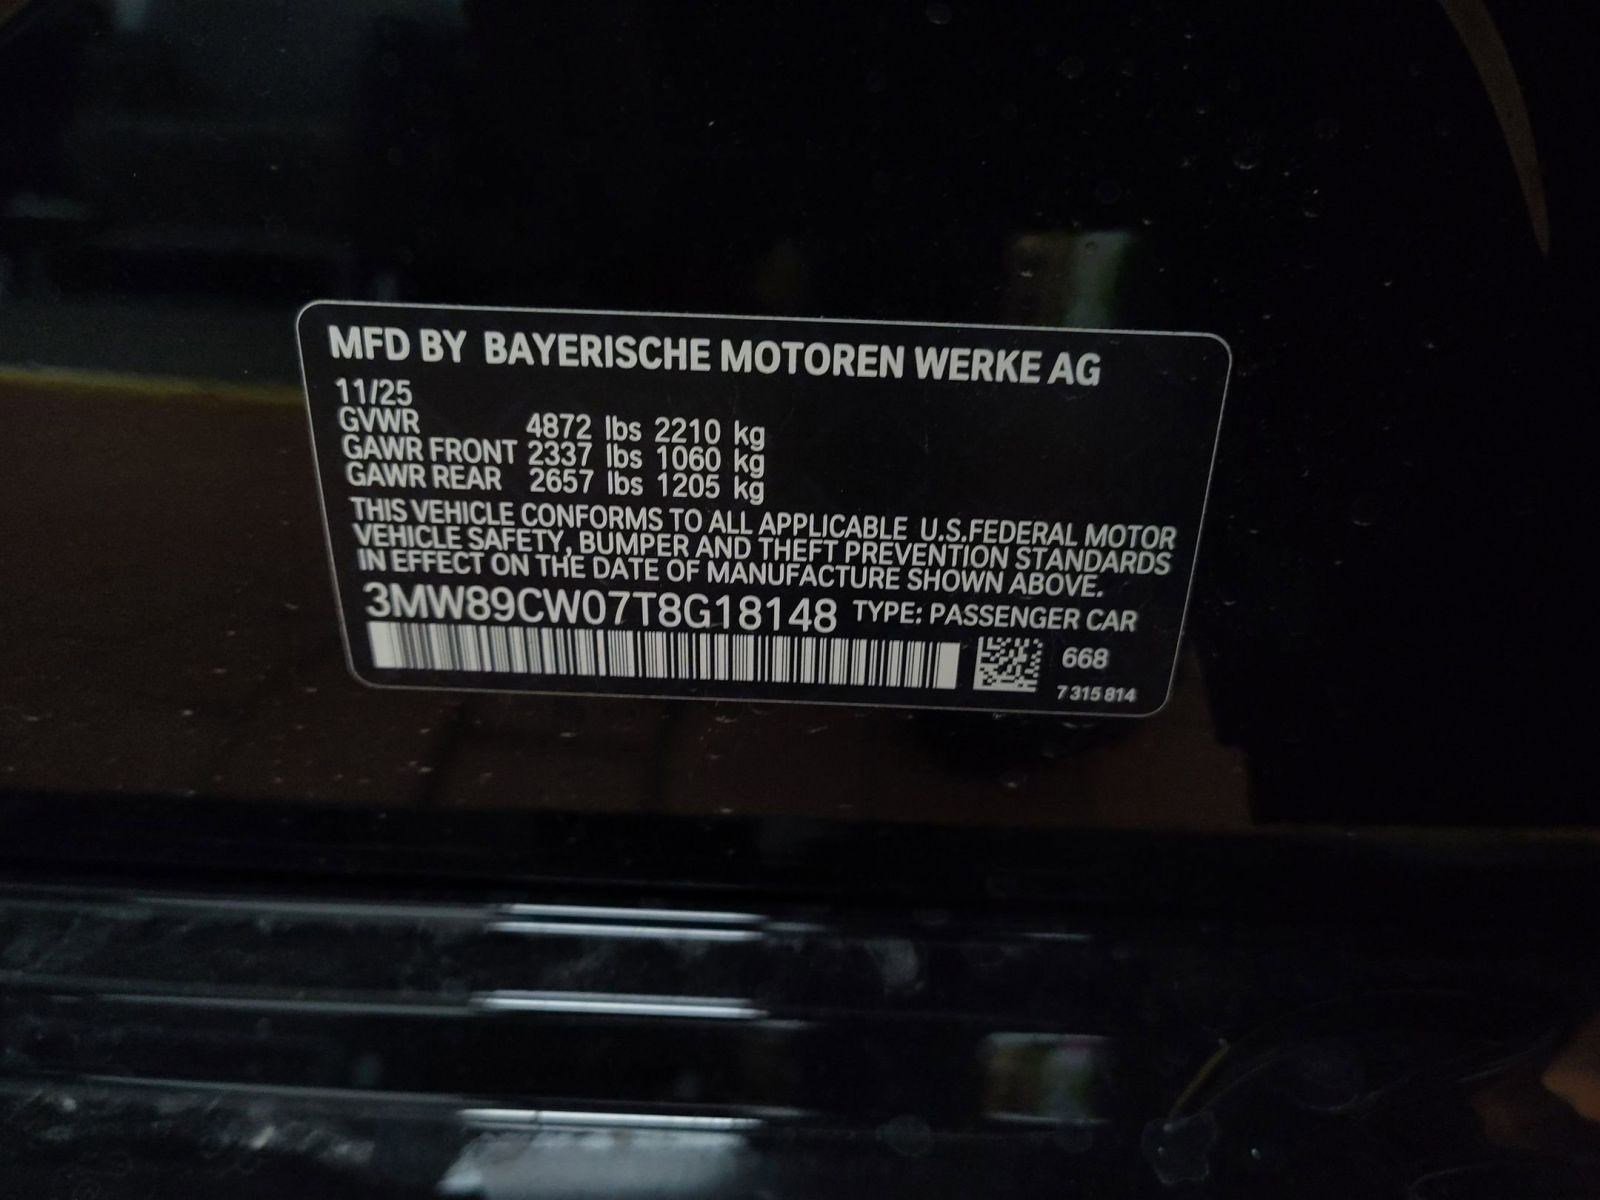 MFD BY BAYERISCHE MOTOREN WERKE AG
11/25
GVWR 4872 lbs 2210 kg
GAWR FRONT 2337 lbs 1060 kg
GAWR REAR 2657 lbs 1205 kg
THIS VEHICLE CONFORMS TO ALL APPLICABLE U.S.FEDERAL MOTOR
VEHICLE SAFETY, BUMPER AND THEFT PREVENTION STANDARDS
IN EFFECT ON THE DATE OF MANUFACTURE SHOWN ABOVE.
3MW89CW07T8G18148 TYPE: PASSENGER CAR
668
7 315 814